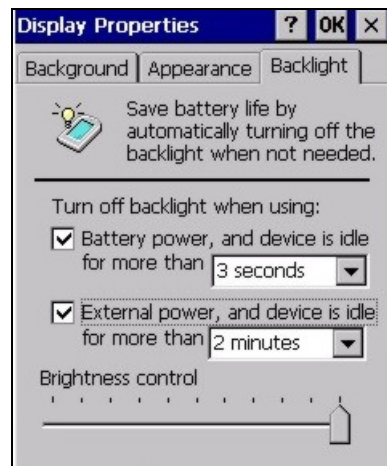 Display Properties ? OK ×
Background Appearance Backlight
Save battery life by
automatically turning off the
backlight when not needed.
Turn off backlight when using:
Battery power, and device is idle
for more than 3 seconds
External power, and device is idle
for more than 2 minutes
Brightness control